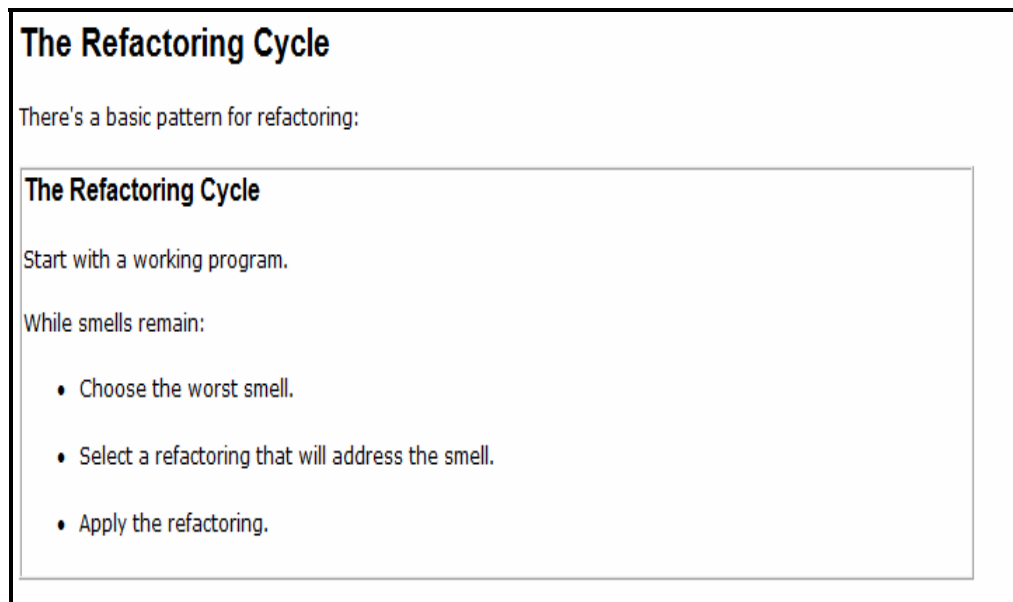 The Refactoring Cycle
There's a basic pattern for refactoring:
The Refactoring Cycle
Start with a working program.
While smells remain:
• Choose the worst smell.
• Select a refactoring that will address the smell.
• Apply the refactoring.